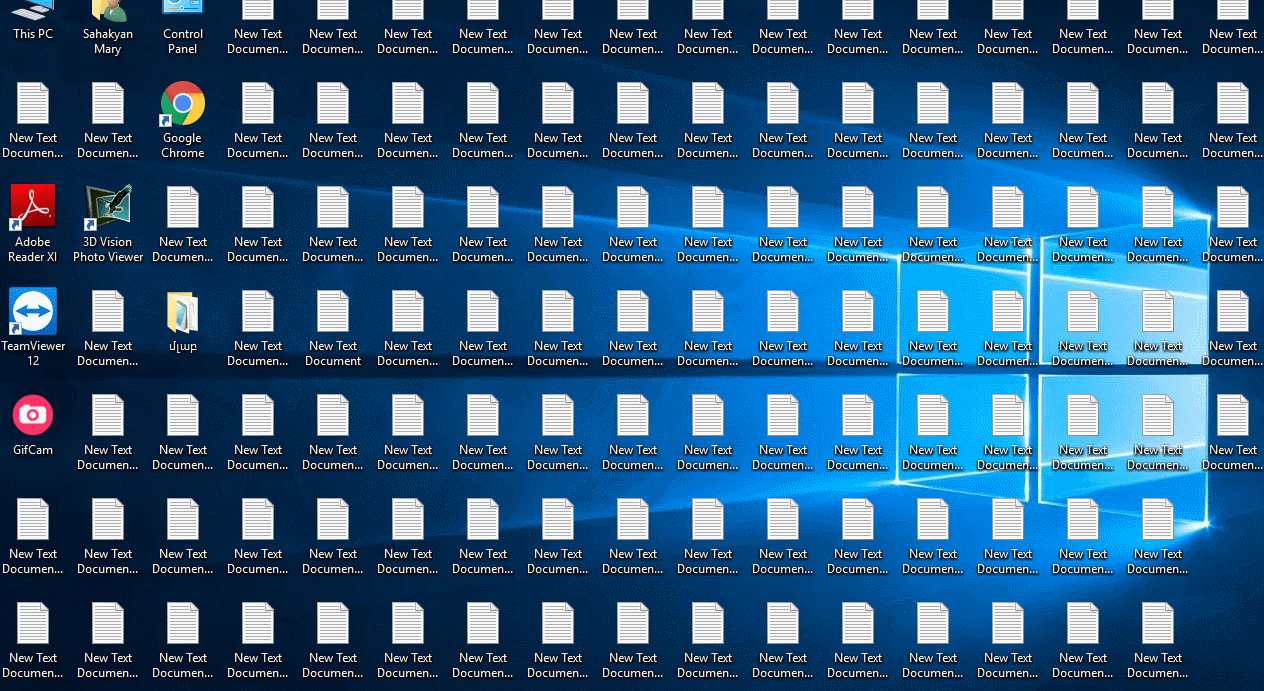 This PC Sahakyan Control New Text New Text New Text New Text New Text New Text New Text New Text New Text New Text New Text New Text New Text New Text
Mary Panel Documen... Documen... Documen... Documen... Documen... Documen... Documen... Documen... Documen... Documen... Documen... Documen... Documen... Documen...
New Text New Text Google New Text New Text New Text New Text New Text New Text New Text New Text New Text New Text New Text New Text New Text New Text
Documen... Documen... Chrome Documen... Documen... Documen... Documen... Documen... Documen... Documen... Documen... Documen... Documen... Documen... Documen... Documen... Documen...
Adobe 3D Vision New Text New Text New Text New Text New Text New Text New Text New Text New Text New Text New Text New Text New Text New Text New Text
Reader XI Photo Viewer Documen... Documen... Documen... Documen... Documen... Documen... Documen... Documen... Documen... Documen... Documen... Documen... Documen... Documen... Documen...
TeamViewer New Text New Text New Text New Text New Text New Text New Text New Text New Text New Text New Text New Text New Text New Text New Text
12 Documen... Documen... Document Documen... Documen... Documen... Documen... Documen... Documen... Documen... Documen... Documen... Documen... Documen... Documen...
GifCam New Text New Text New Text New Text New Text New Text New Text New Text New Text New Text New Text New Text New Text New Text New Text New Text
Documen... Documen... Documen... Documen... Documen... Documen... Documen... Documen... Documen... Documen... Documen... Documen... Documen... Documen... Documen... Documen...
New Text New Text New Text New Text New Text New Text New Text New Text New Text New Text New Text New Text New Text New Text New Text New Text
Documen... Documen... Documen... Documen... Documen... Documen... Documen... Documen... Documen... Documen... Documen... Documen... Documen... Documen... Documen... Documen...
New Text New Text New Text New Text New Text New Text New Text New Text New Text New Text New Text New Text New Text New Text New Text New Text
Documen... Documen... Documen... Documen... Documen... Documen... Documen... Documen... Documen... Documen... Documen... Documen... Documen... Documen... Documen... Documen...